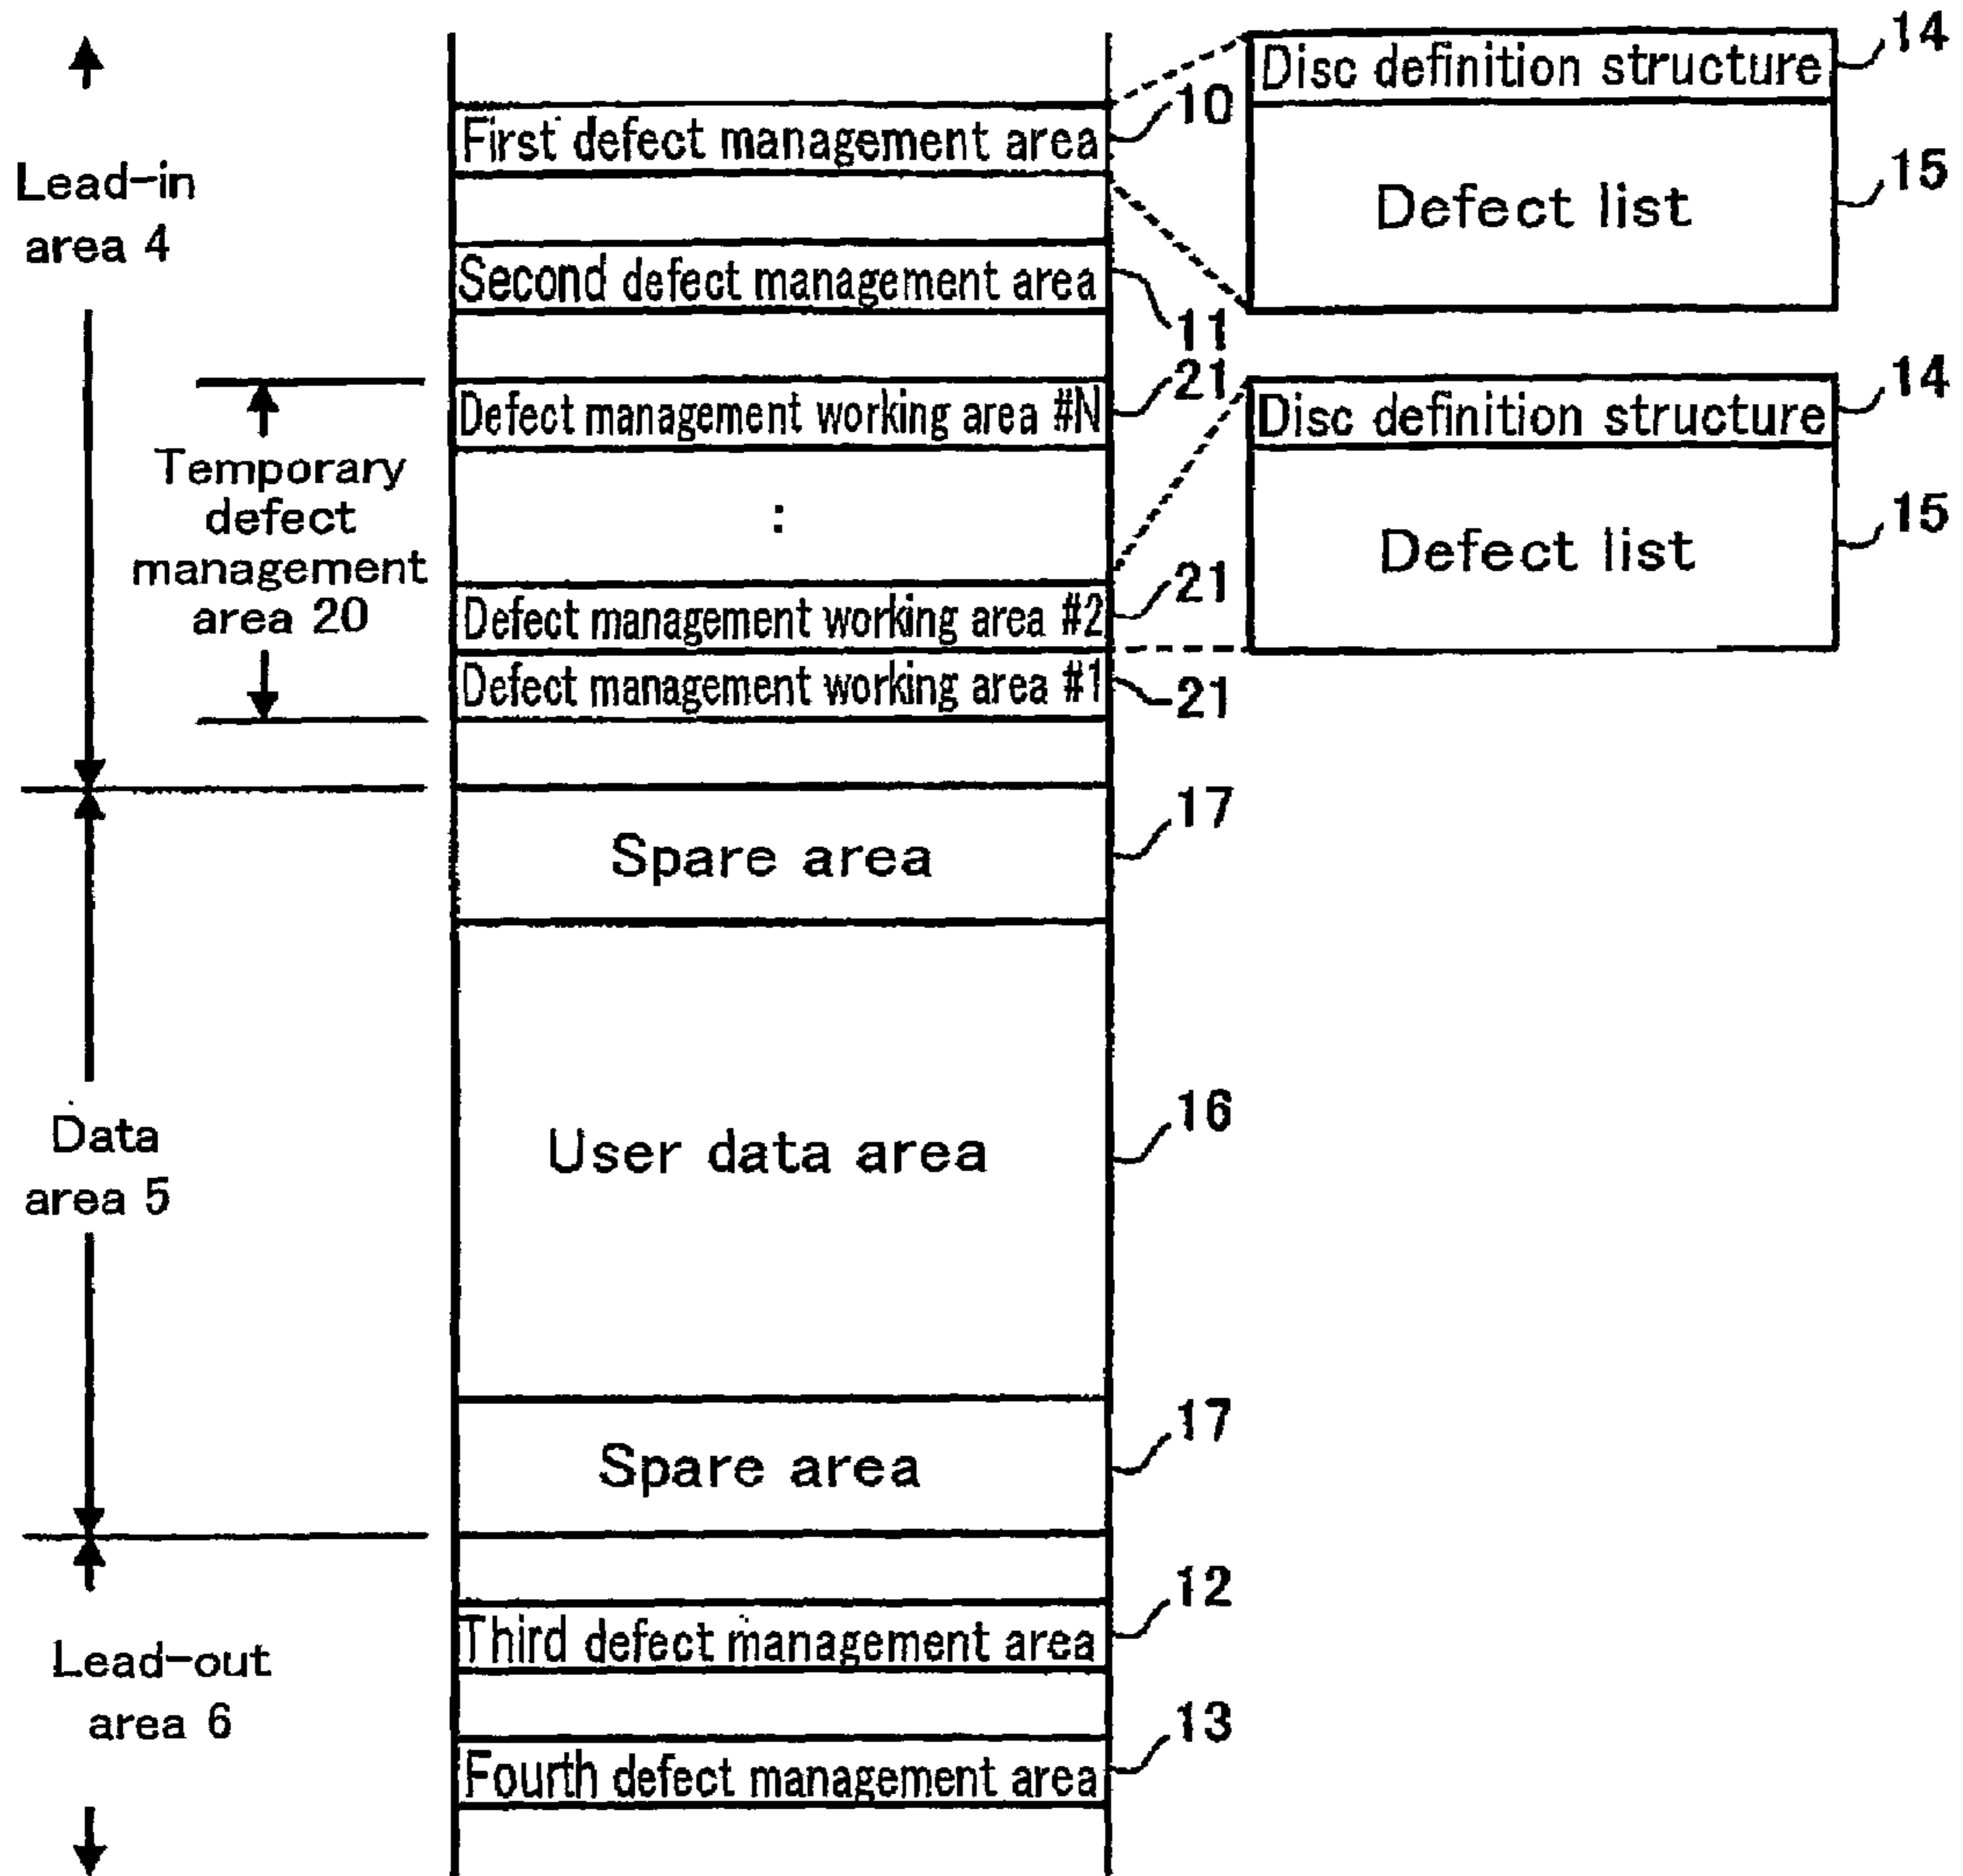 Lead-in
area 4
Temporary
defect
management
area 20
Data
area 5
Lead-out
area 6
First defect management area
10
Second defect management area
11
Defect management working area #N
21
:
Defect management working area #2
21
Defect management working area #1
21
Spare area
17
User data area
16
Spare area
17
Third defect management area
12
Fourth defect management area
13
Disc definition structure
14
Defect list
15
Disc definition structure
14
Defect list
15